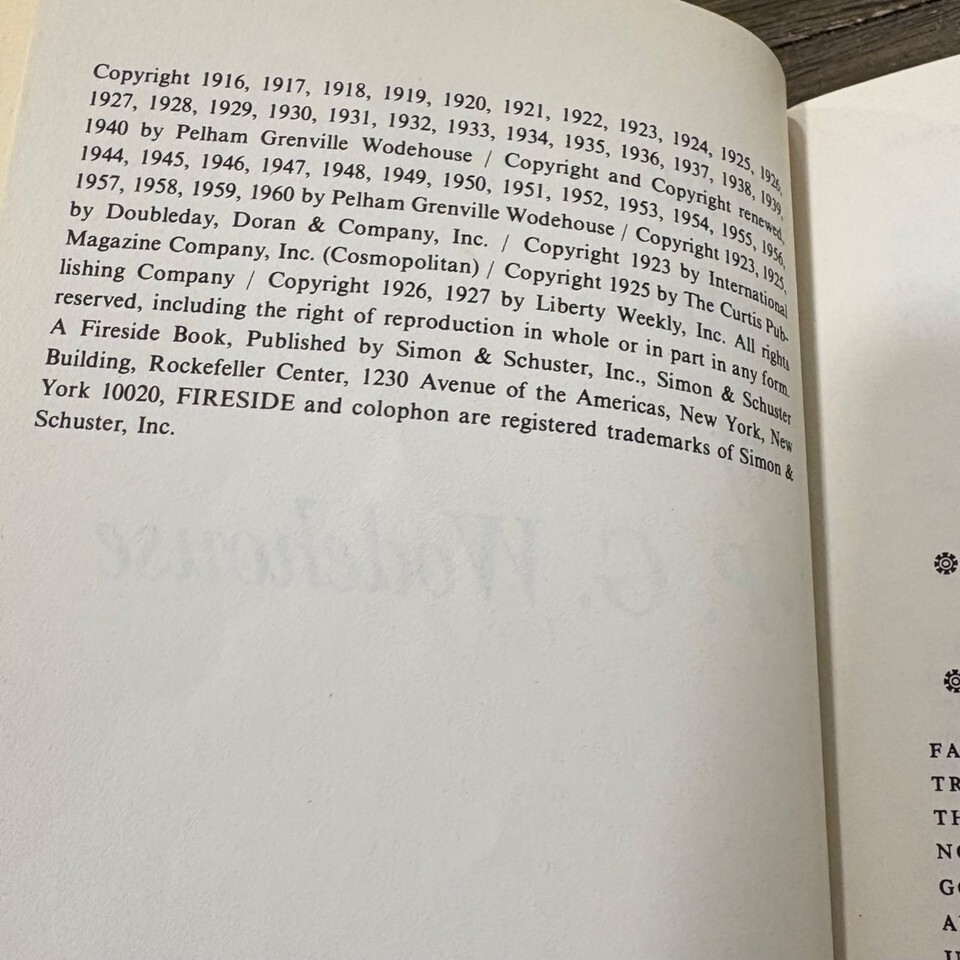 Copyright 1916, 1917, 1918, 1919, 1920, 1921, 1922, 1923, 1924, 1925, 1926,
1927, 1928, 1929, 1930, 1931, 1932, 1933, 1934, 1935, 1936, 1937, 1938, 1939,
1940 by Pelham Grenville Wodehouse / Copyright and Copyright renewed,
1944, 1945, 1946, 1947, 1948, 1949, 1950, 1951, 1952, 1953, 1954, 1955, 1956,
1957, 1958, 1959, 1960 by Pelham Grenville Wodehouse / Copyright 1923, 1925,
by Doubleday, Doran & Company, Inc. / Copyright 1923 by International
Magazine Company, Inc. (Cosmopolitan) / Copyright 1925 by The Curtis Pub-
lishing Company / Copyright 1926, 1927 by Liberty Weekly, Inc. All rights
reserved, including the right of reproduction in whole or in part in any form.
A Fireside Book, Published by Simon & Schuster, Inc., Simon & Schuster
Building, Rockefeller Center, 1230 Avenue of the Americas, New York, New
York 10020, FIRESIDE and colophon are registered trademarks of Simon &
Schuster, Inc.
P. G. Wodehouse
FA
TR
TH